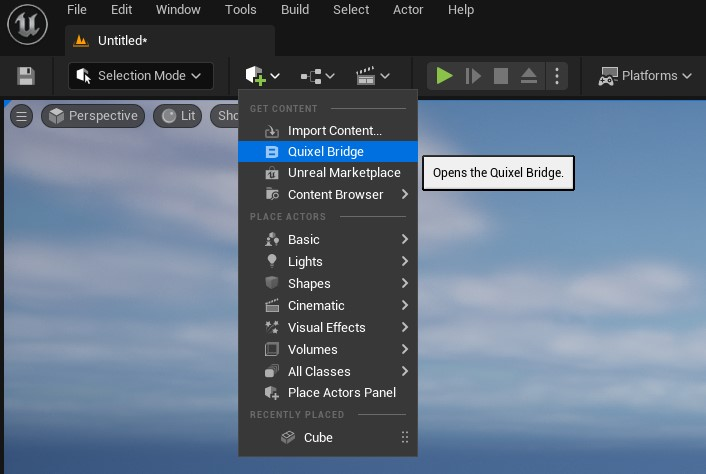 File Edit Window Tools Build Select Actor Help
Untitled*
Selection Mode
Platforms
Perspective Lit Sho
GET CONTENT
Import Content...
Quixel Bridge
Opens the Quixel Bridge.
Unreal Marketplace
Content Browser
PLACE ACTORS
Basic
Lights
Shapes
Cinematic
Visual Effects
Volumes
All Classes
Place Actors Panel
RECENTLY PLACED
Cube